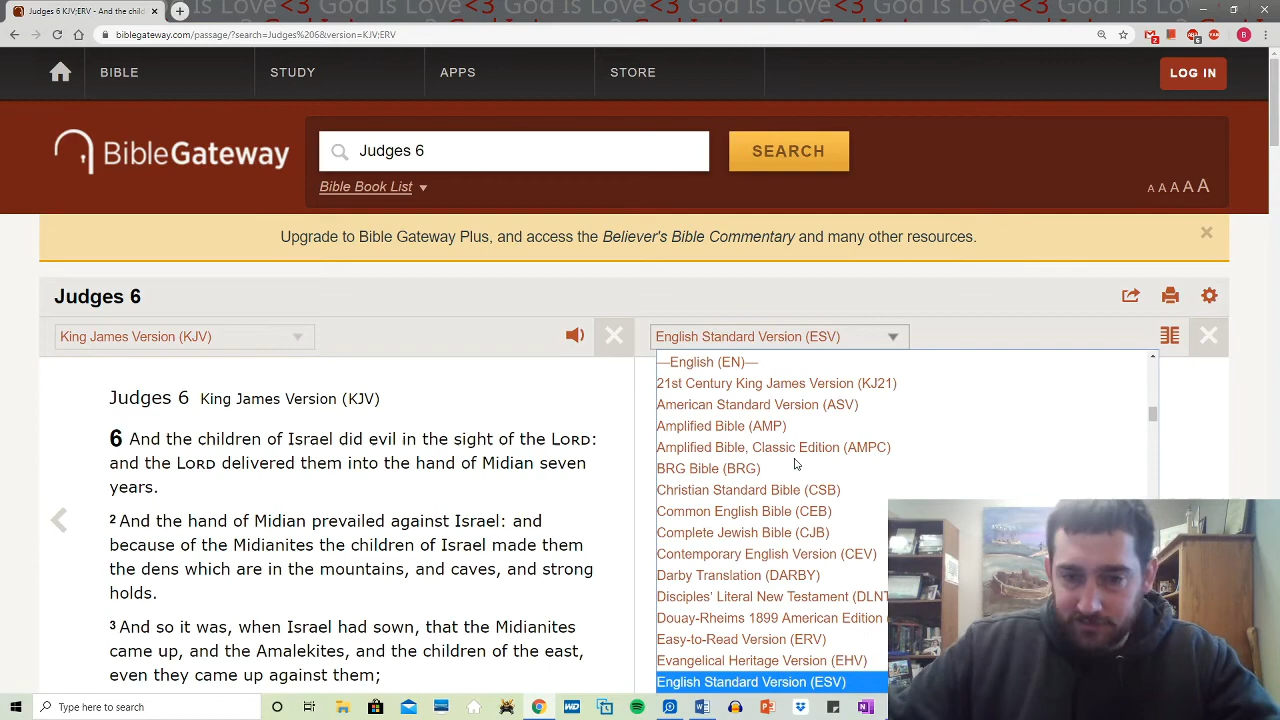 is Love<3 God is Love<3 God is Love<3 God is Love<3 God is Love<3
Judges 6 KJV;ERV - And the chil
biblegateway.com/passage/?search=Judges%206&version=KJV;ERV
BIBLE
STUDY
APPS
STORE
LOG IN
BibleGateway
Judges 6
SEARCH
Bible Book List
A A A A A
Upgrade to Bible Gateway Plus, and access the Believer's Bible Commentary and many other resources.
Judges 6
King James Version (KJV)
English Standard Version (ESV)
Judges 6 King James Version (KJV)
6 And the children of Israel did evil in the sight of the LORD:
and the LORD delivered them into the hand of Midian seven
years.
2 And the hand of Midian prevailed against Israel: and
because of the Midianites the children of Israel made them
the dens which are in the mountains, and caves, and strong
holds.
3 And so it was, when Israel had sown, that the Midianites
came up, and the Amalekites, and the children of the east,
even they came up against them;
—English (EN)—
21st Century King James Version (KJ21)
American Standard Version (ASV)
Amplified Bible (AMP)
Amplified Bible, Classic Edition (AMPC)
BRG Bible (BRG)
Christian Standard Bible (CSB)
Common English Bible (CEB)
Complete Jewish Bible (CJB)
Contemporary English Version (CEV)
Darby Translation (DARBY)
Disciples' Literal New Testament (DLNT
Douay-Rheims 1899 American Edition
Easy-to-Read Version (ERV)
Evangelical Heritage Version (EHV)
English Standard Version (ESV)
Type here to search